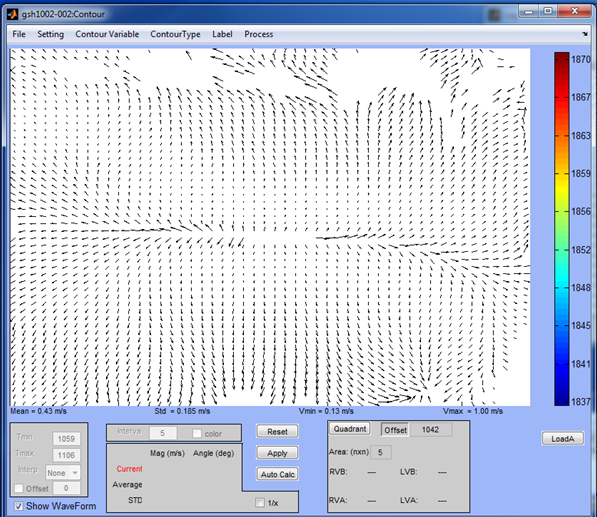 gsh1002-002:Contour
File Setting Contour Variable ContourType Label Process
1870
1867
1863
1859
1856
1852
1848
1845
1841
1837
Mean = 0.43 m/s Std = 0.185 m/s Vmin = 0.13 m/s Vmax = 1.00 m/s
Tmin 1059
Tmax 1106
Interp None
Offset 0
Show WaveForm
Interval 5 color
Mag (m/s) Angle (deg)
Current
Average
STD
1/x
Reset
Apply
Auto Calc
Quadrant Offset 1042
Area: (nxn) 5
RVB: --- LVB: ---
RVA: --- LVA: ---
LoadA